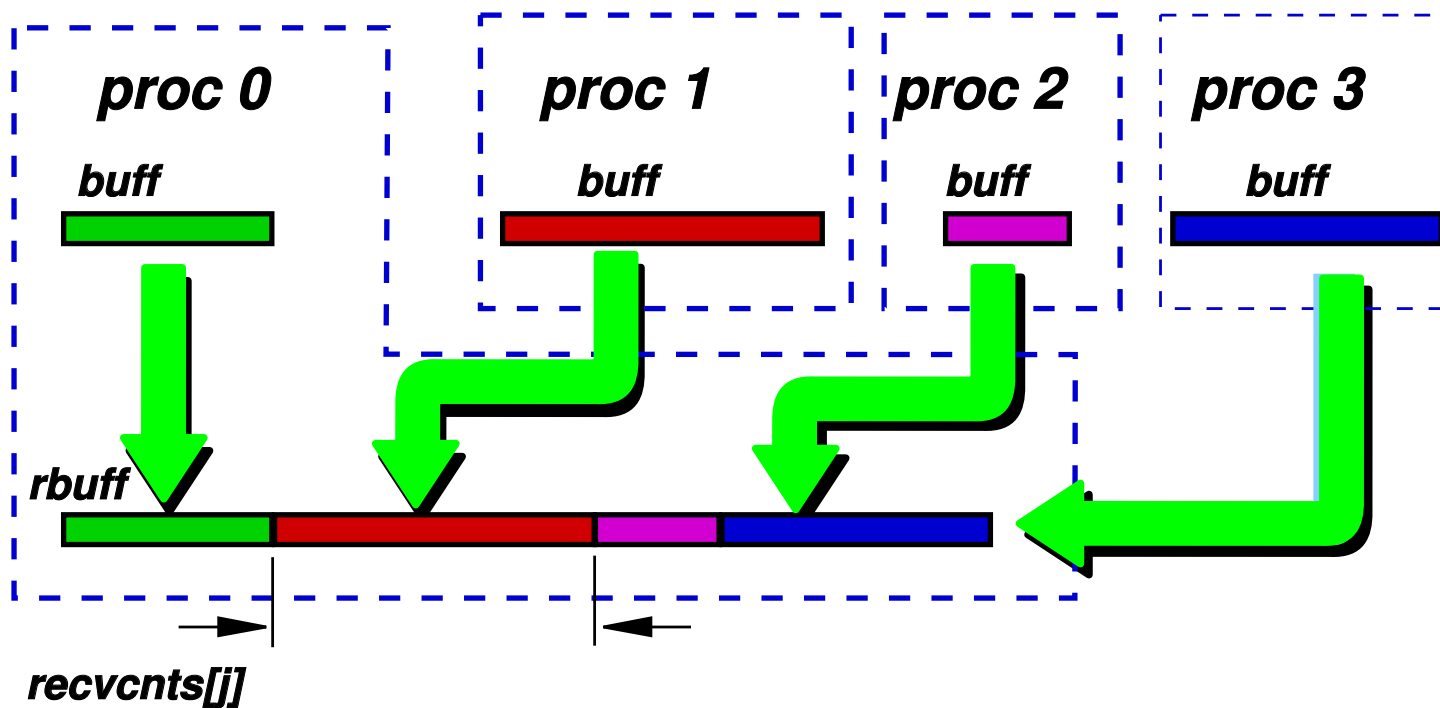 proc 0 proc 1 proc 2 proc 3
buff buff buff buff
rbuff
recvcnts[j]